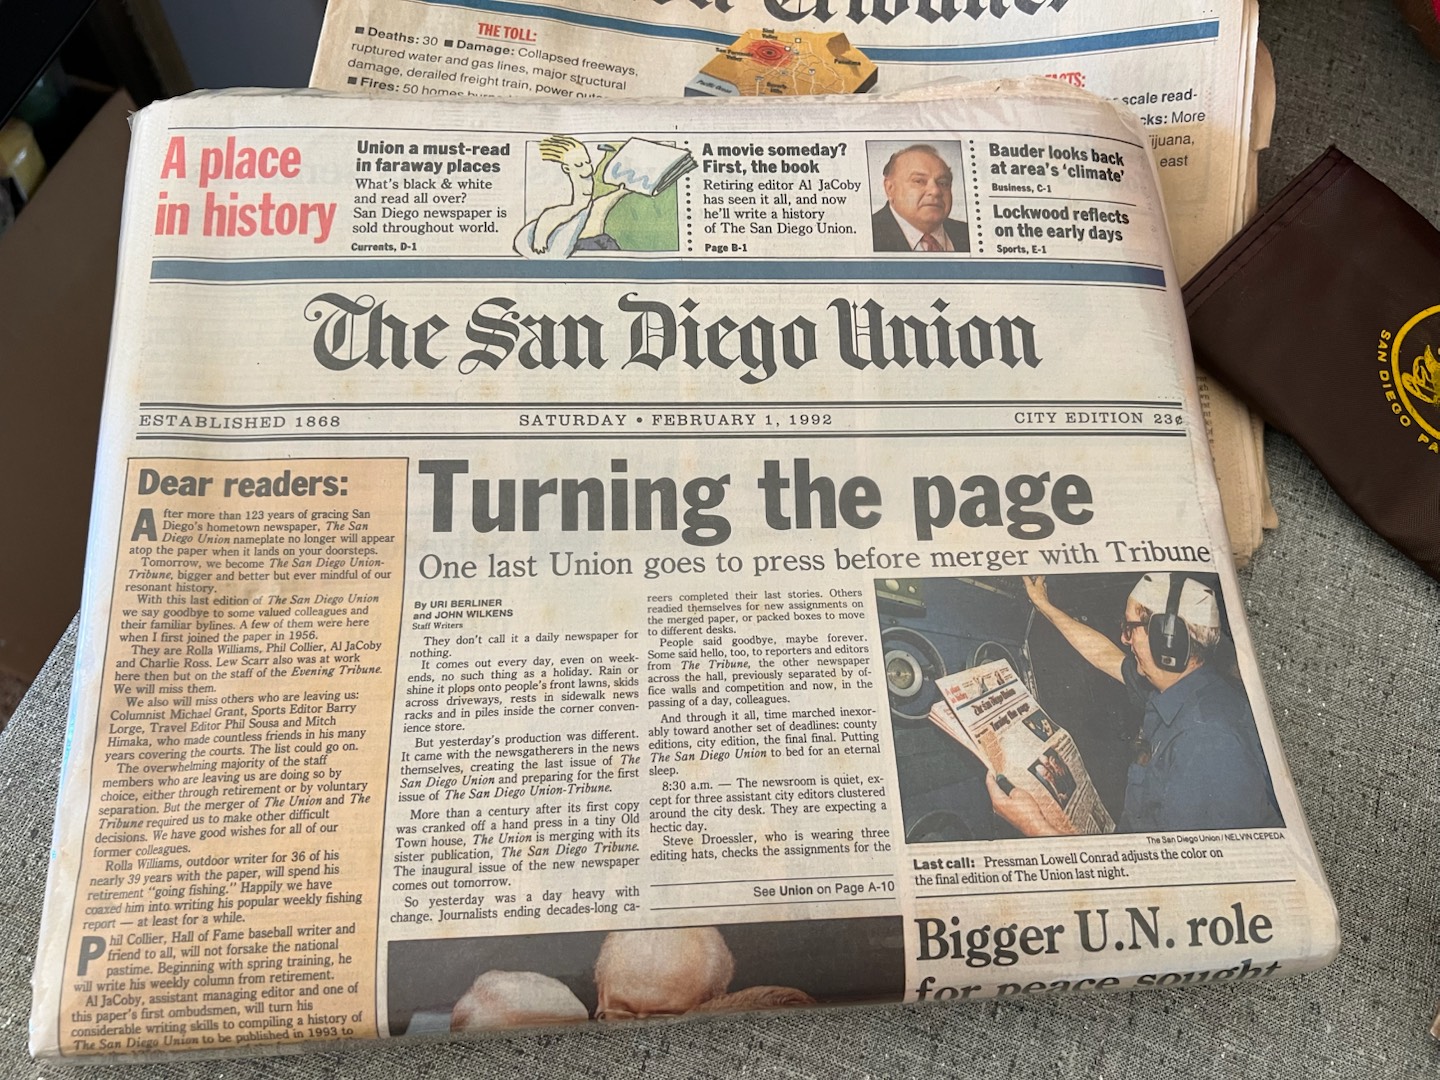 Tribune
THE TOLL:
■ Deaths: 30 ■ Damage: Collapsed freeways,
ruptured water and gas lines, major structural
damage, derailed freight train, power
■ Fires: 50 homes
scale read-
More
east
A place
in history
Union a must-read
in faraway places
What's black & white
and read all over?
San Diego newspaper is
sold throughout world.
Currents, D-1
A movie someday?
First, the book
Retiring editor Al JaCoby
has seen it all, and now
he'll write a history
of The San Diego Union.
Page B-1
Bauder looks back
at area's 'climate'
Business, C-1
Lockwood reflects
on the early days
Sports, E-1
The San Diego Union
ESTABLISHED 1868
SATURDAY • FEBRUARY 1, 1992
CITY EDITION 23¢
SAN DIEGO PA
Dear readers:
After more than 123 years of gracing San
Diego's hometown newspaper, The San
Diego Union nameplate no longer will appear
atop the paper when it lands on your doorsteps.
Tomorrow, we become The San Diego Union-
Tribune, bigger and better but ever mindful of our
resonant history.
With this last edition of The San Diego Union
we say goodbye to some valued colleagues and
their familiar bylines. A few of them were here
when I first joined the paper in 1956.
They are Rolla Williams, Phil Collier, Al JaCoby
and Charlie Ross. Lew Scarr also was at work
here then but on the staff of the Evening Tribune.
We will miss them.
We also will miss others who are leaving us:
Columnist Michael Grant, Sports Editor Barry
Lorge, Travel Editor Phil Sousa and Mitch
Himaka, who made countless friends in his many
years covering the courts. The list could go on.
The overwhelming majority of the staff
members who are leaving us are doing so by
choice, either through retirement or by voluntary
separation. But the merger of The Union and The
Tribune required us to make other difficult
decisions. We have good wishes for all of our
former colleagues.
Rolla Williams, outdoor writer for 36 of his
nearly 39 years with the paper, will spend his
retirement "going fishing." Happily we have
coaxed him into writing his popular weekly fishing
report — at least for a while.
Phil Collier, Hall of Fame baseball writer and
friend to all, will not forsake the national
pastime. Beginning with spring training, he
will write his weekly column from retirement.
Al JaCoby, assistant managing editor and one of
this paper's first ombudsmen, will turn his
considerable writing skills to compiling a history of
The San Diego Union to be published in 1993 to
Turning the page
One last Union goes to press before merger with Tribune
By URI BERLINER
and JOHN WILKENS
Staff Writers
They don't call it a daily newspaper for
nothing.
It comes out every day, even on week-
ends, no such thing as a holiday. Rain or
shine it plops onto people's front lawns, skids
across driveways, rests in sidewalk news
racks and in piles inside the corner conven-
ience store.
But yesterday's production was different.
It came with the newsgatherers in the news
themselves, creating the last issue of The
San Diego Union and preparing for the first
issue of The San Diego Union-Tribune.
More than a century after its first copy
was cranked off a hand press in a tiny Old
Town house, The Union is merging with its
sister publication, The San Diego Tribune.
The inaugural issue of the new newspaper
comes out tomorrow.
So yesterday was a day heavy with
change. Journalists ending decades-long ca-
reers completed their last stories. Others
readied themselves for new assignments on
the merged paper, or packed boxes to move
to different desks.
People said goodbye, maybe forever.
Some said hello, too, to reporters and editors
from The Tribune, the other newspaper
across the hall, previously separated by of-
fice walls and competition and now, in the
passing of a day, colleagues.
And through it all, time marched inexor-
ably toward another set of deadlines: county
editions, city edition, the final final. Putting
The San Diego Union to bed for an eternal
sleep.
8:30 a.m. — The newsroom is quiet, ex-
cept for three assistant city editors clustered
around the city desk. They are expecting a
hectic day.
Steve Droessler, who is wearing three
editing hats, checks the assignments for the
See Union on Page A-10
The San Diego Union / NELVIN CEPEDA
Last call: Pressman Lowell Conrad adjusts the color on
the final edition of The Union last night.
Bigger U.N. role
for peace sought